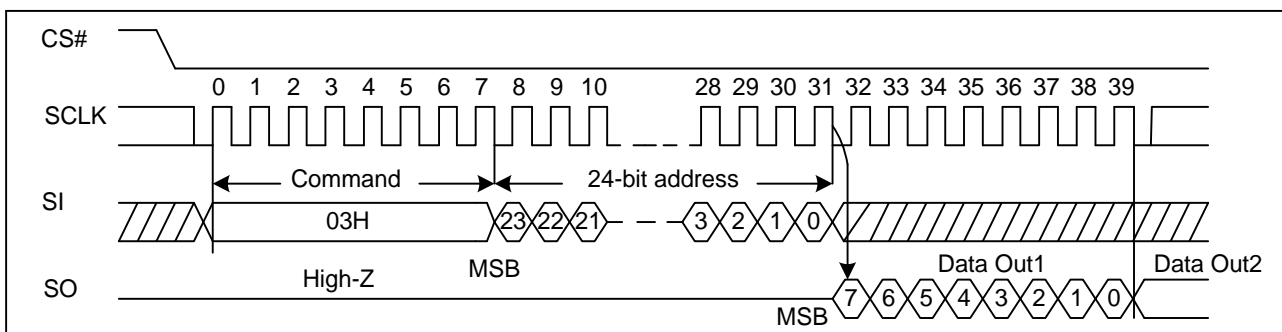 CS#
0 1 2 3 4 5 6 7 8 9 10 28 29 30 31 32 33 34 35 36 37 38 39
SCLK
Command 24-bit address
SI
03H 23 22 21 3 2 1 0
High-Z MSB Data Out1 Data Out2
SO
7 6 5 4 3 2 1 0
MSB